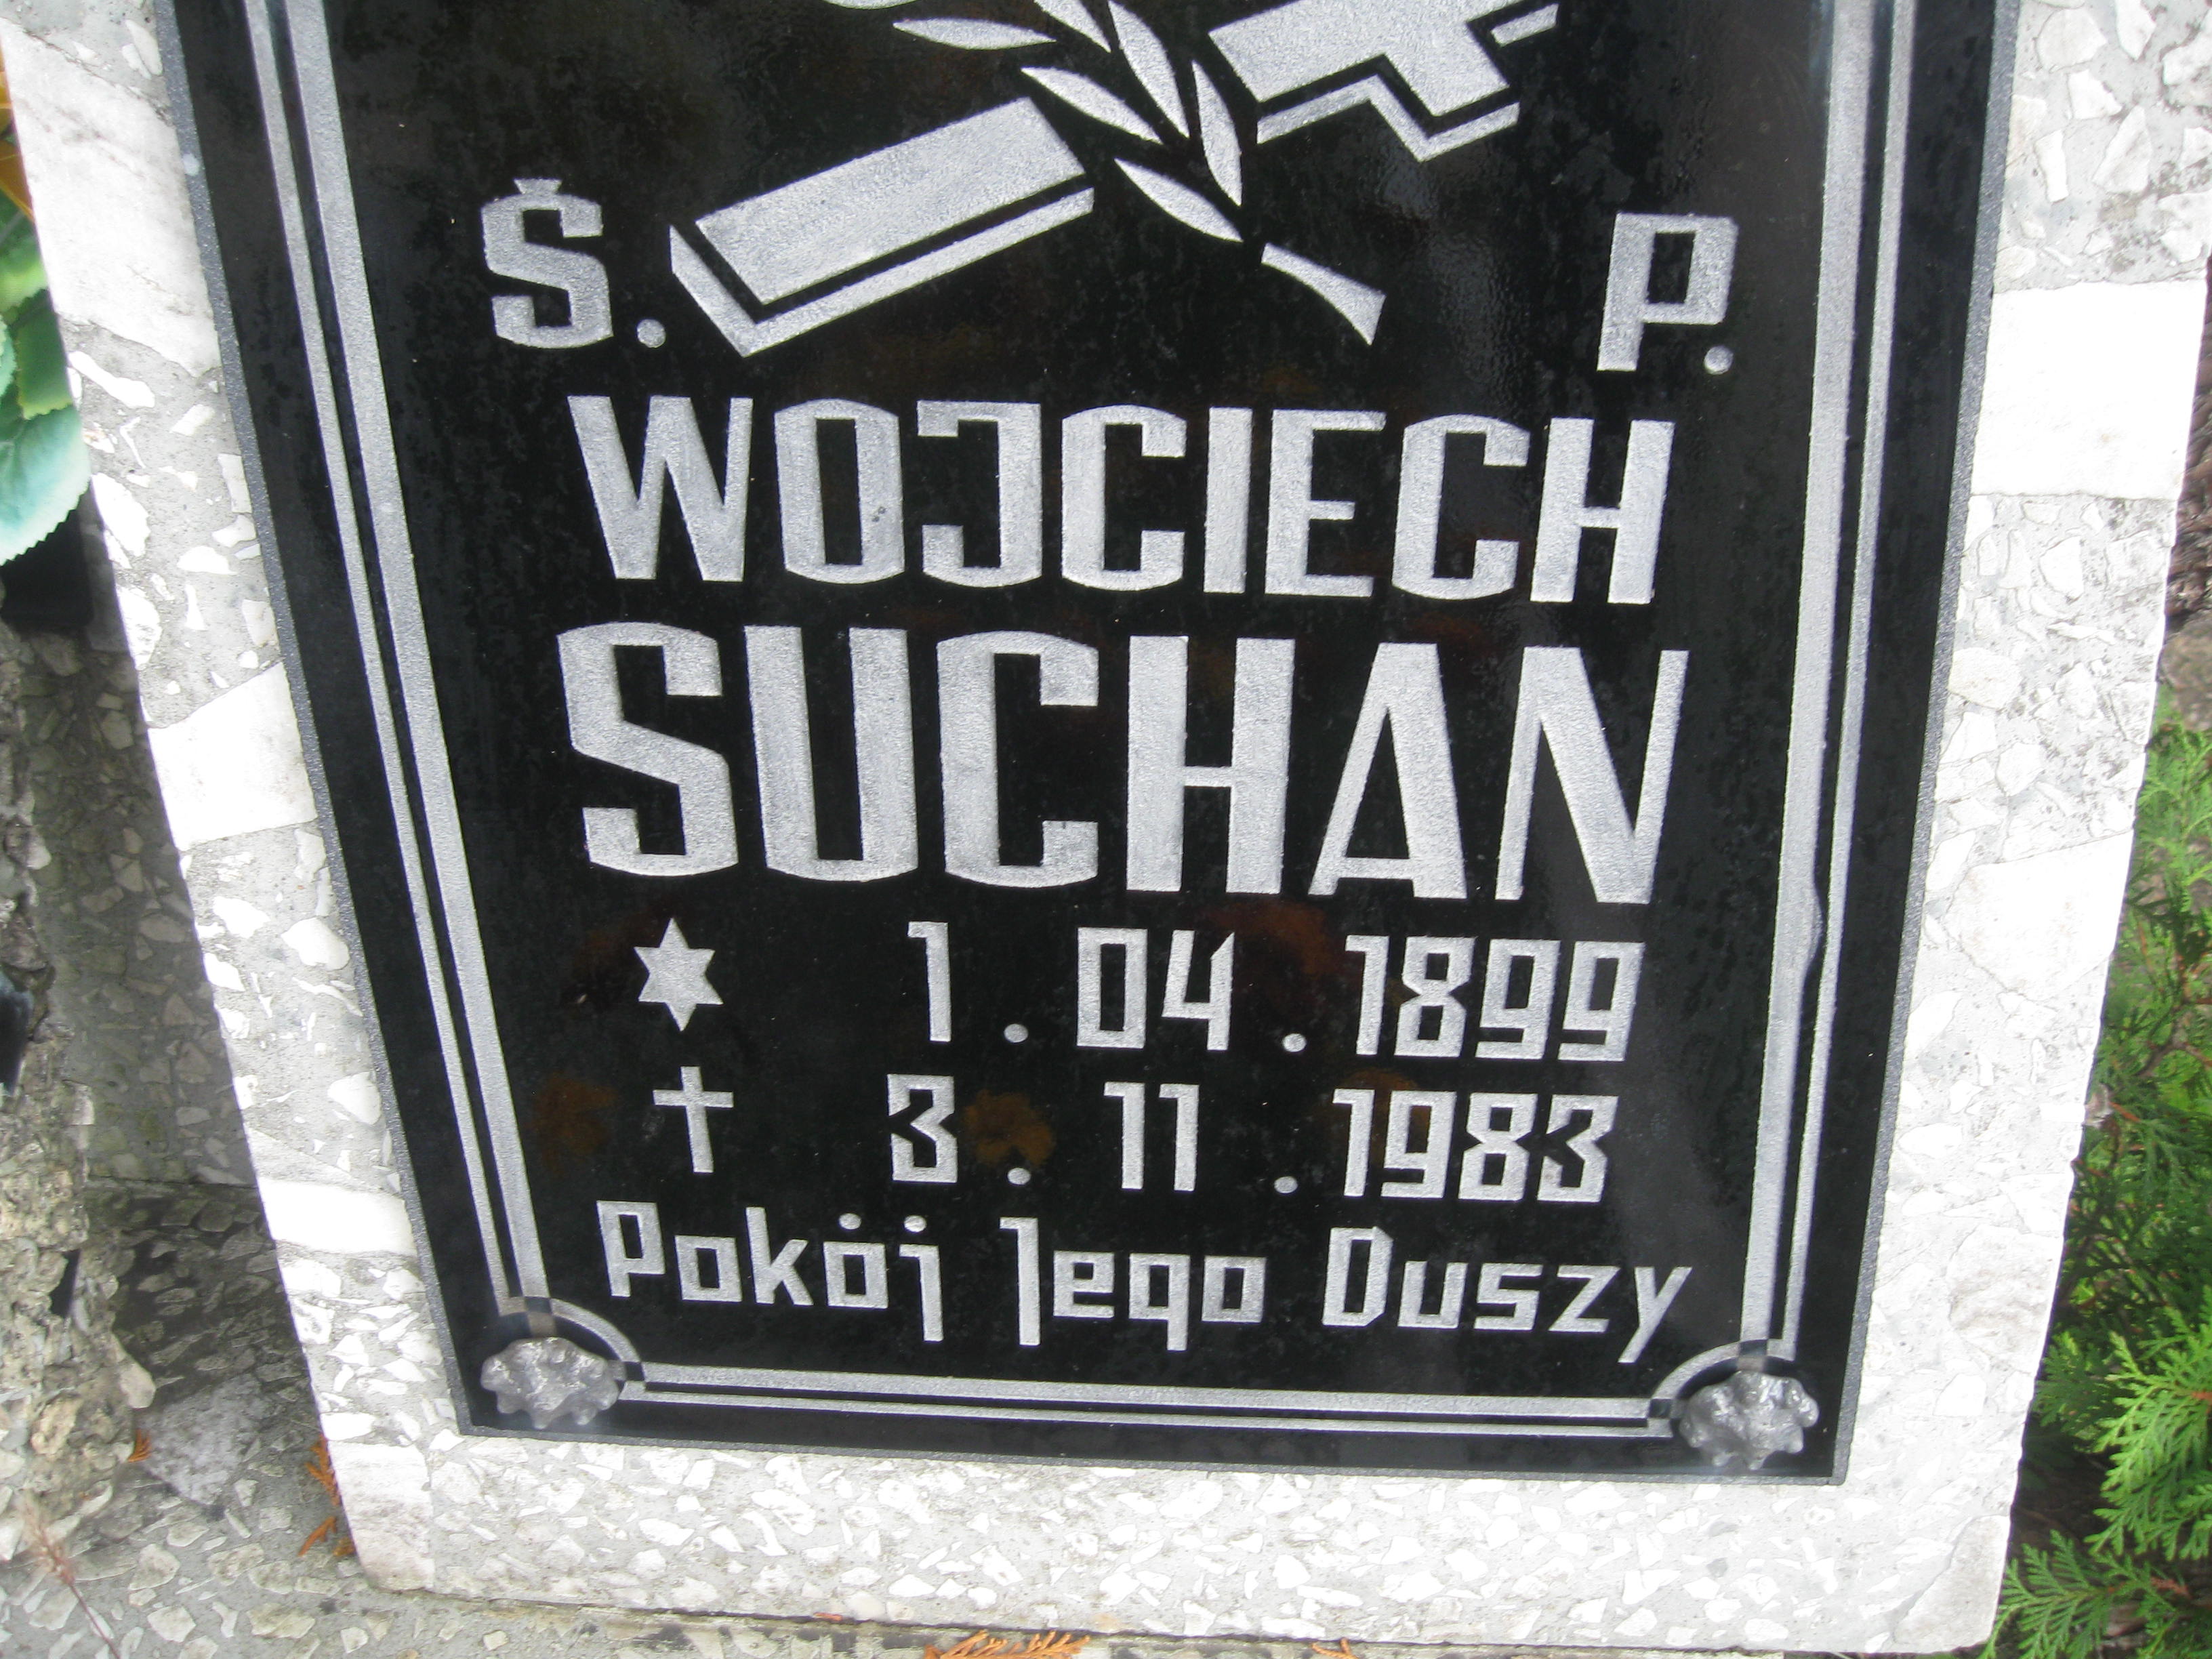 Ś. P.
WOJCIECH
SUCHAN
✶ 1. 04. 1899
✝ 3. 11. 1983
Pokój Jego Duszy